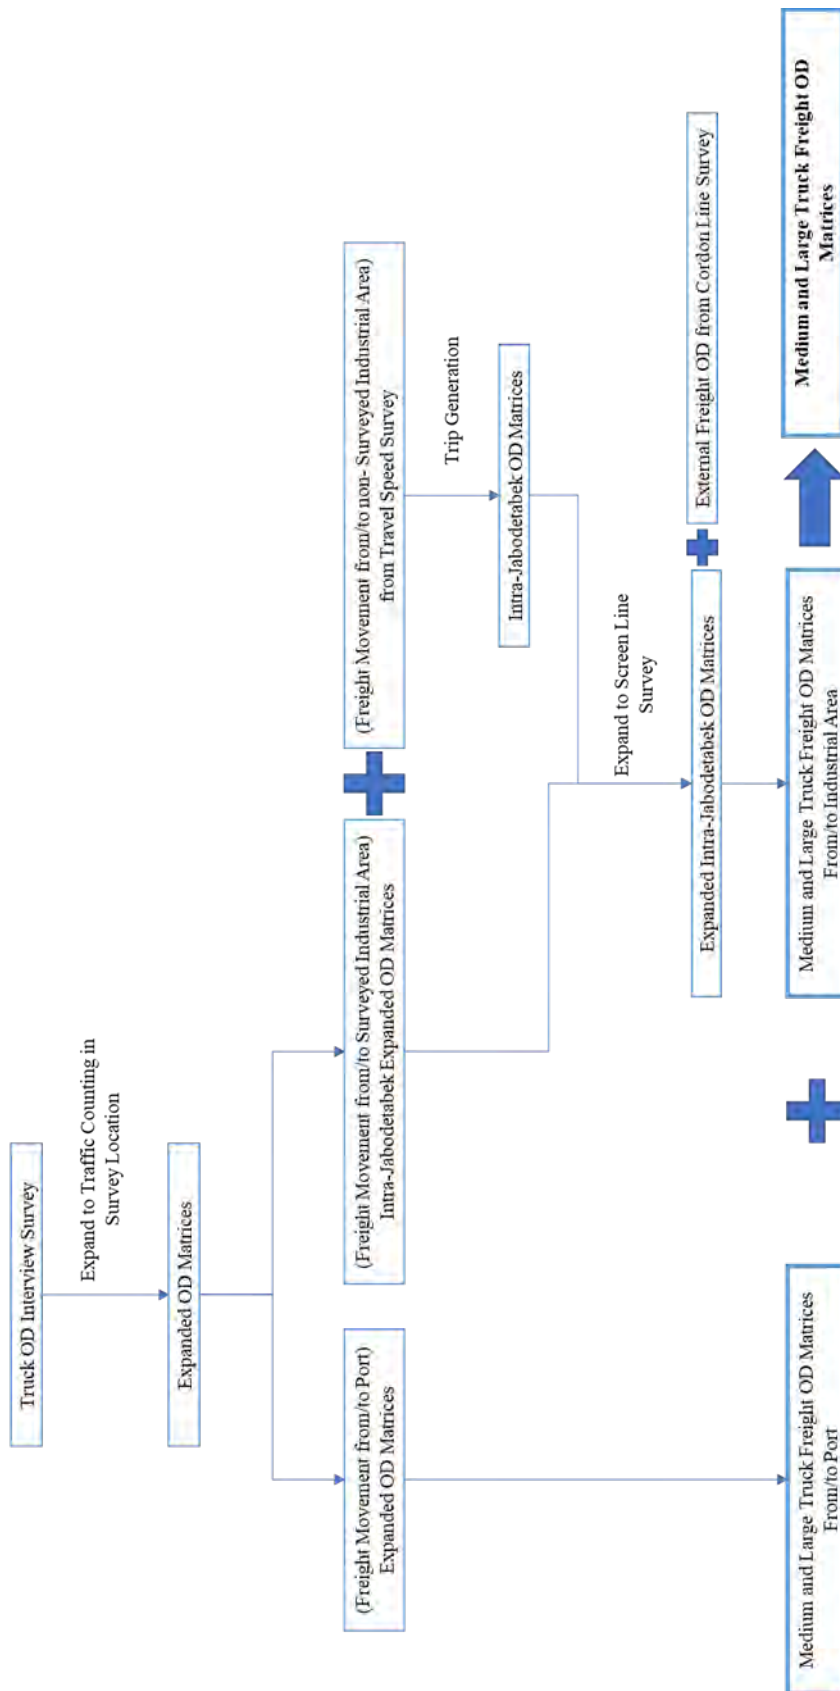 Truck OD Interview Survey
Expand to Traffic Counting in
Survey Location
Expanded OD Matrices
(Freight Movement from/to Port)
Expanded OD Matrices
(Freight Movement from/to Surveyed Industrial Area)
Intra-Jabodetabek Expanded OD Matrices
(Freight Movement from/to non- Surveyed Industrial Area)
from Travel Speed Survey
Trip Generation
Intra-Jabodetabek OD Matrices
Expand to Screen Line
Survey
Expanded Intra-Jabodetabek OD Matrices
External Freight OD from Cordon Line Survey
Medium and Large Truck Freight OD Matrices
From/to Port
Medium and Large Truck Freight OD Matrices
From/to Industrial Area
Medium and Large Truck Freight OD
Matrices